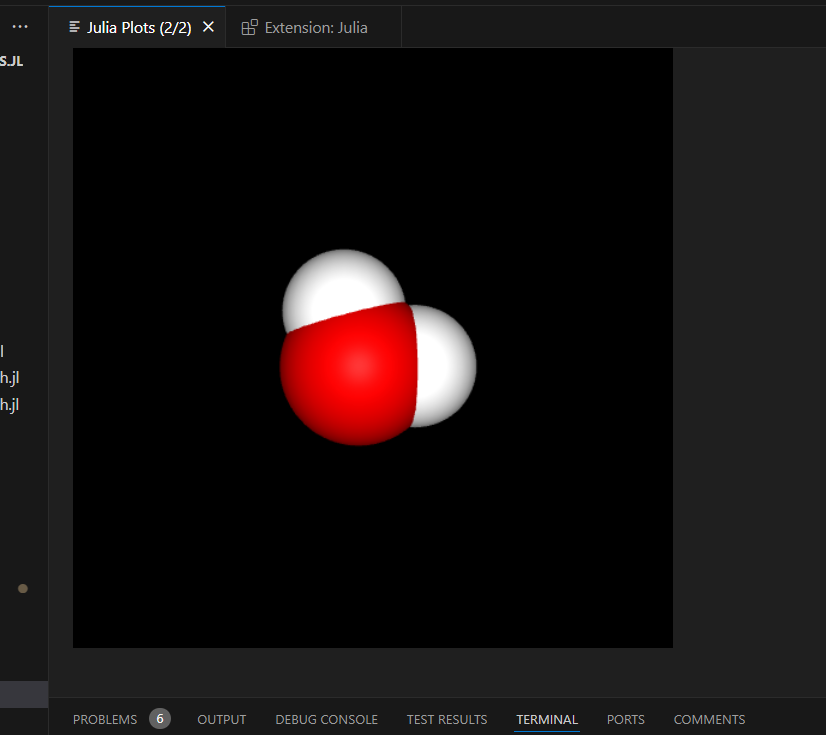 ...
Julia Plots (2/2)
Extension: Julia
S.JL
l
h.jl
h.jl
PROBLEMS 6 OUTPUT DEBUG CONSOLE TEST RESULTS TERMINAL PORTS COMMENTS